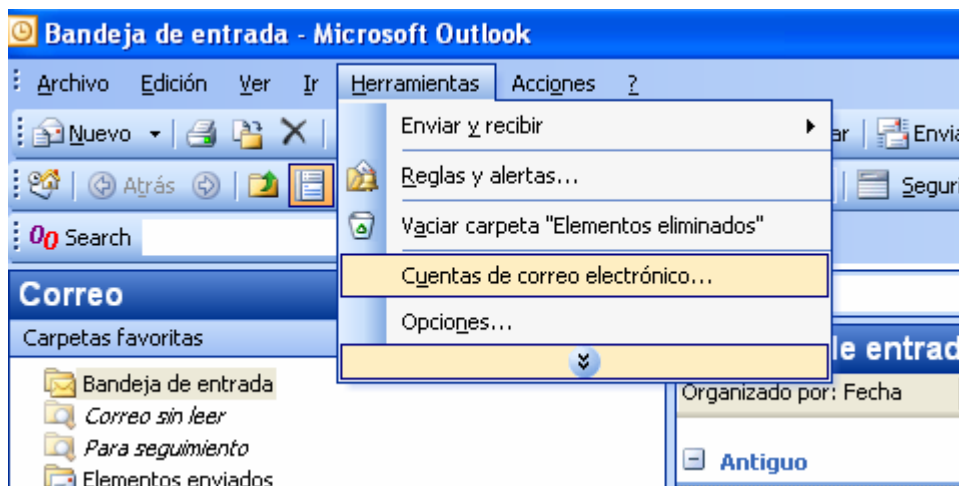 Bandeja de entrada - Microsoft Outlook
Archivo Edición Ver Ir Herramientas Acciones ?
Nuevo
Enviar y recibir
Reglas y alertas...
Vaciar carpeta "Elementos eliminados"
Cuentas de correo electrónico...
Opciones...
Atrás
Search
Correo
Carpetas favoritas
Bandeja de entrada
Correo sin leer
Para seguimiento
Elementos enviados
Organizado por: Fecha
Antiguo